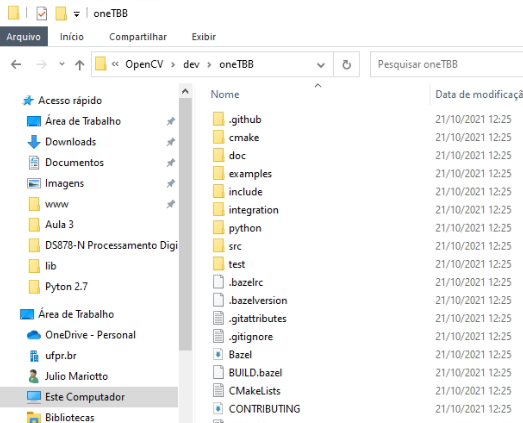 oneTBB
Arquivo Início Compartilhar Exibir
« OpenCV › dev › oneTBB Pesquisar oneTBB
Nome Data de modificaçã
Acesso rápido
Área de Trabalho
Downloads
Documentos
Imagens
www
Aula 3
DS878-N Processamento Digi
lib
Pyton 2.7
Área de Trabalho
OneDrive - Personal
ufpr.br
Julio Mariotto
Este Computador
Bibliotecas
.github 21/10/2021 12:25
cmake 21/10/2021 12:25
doc 21/10/2021 12:25
examples 21/10/2021 12:25
include 21/10/2021 12:25
integration 21/10/2021 12:25
python 21/10/2021 12:25
src 21/10/2021 12:25
test 21/10/2021 12:25
.bazelrc 21/10/2021 12:25
.bazelversion 21/10/2021 12:25
.gitattributes 21/10/2021 12:25
.gitignore 21/10/2021 12:25
Bazel 21/10/2021 12:25
BUILD.bazel 21/10/2021 12:25
CMakeLists 21/10/2021 12:25
CONTRIBUTING 21/10/2021 12:25